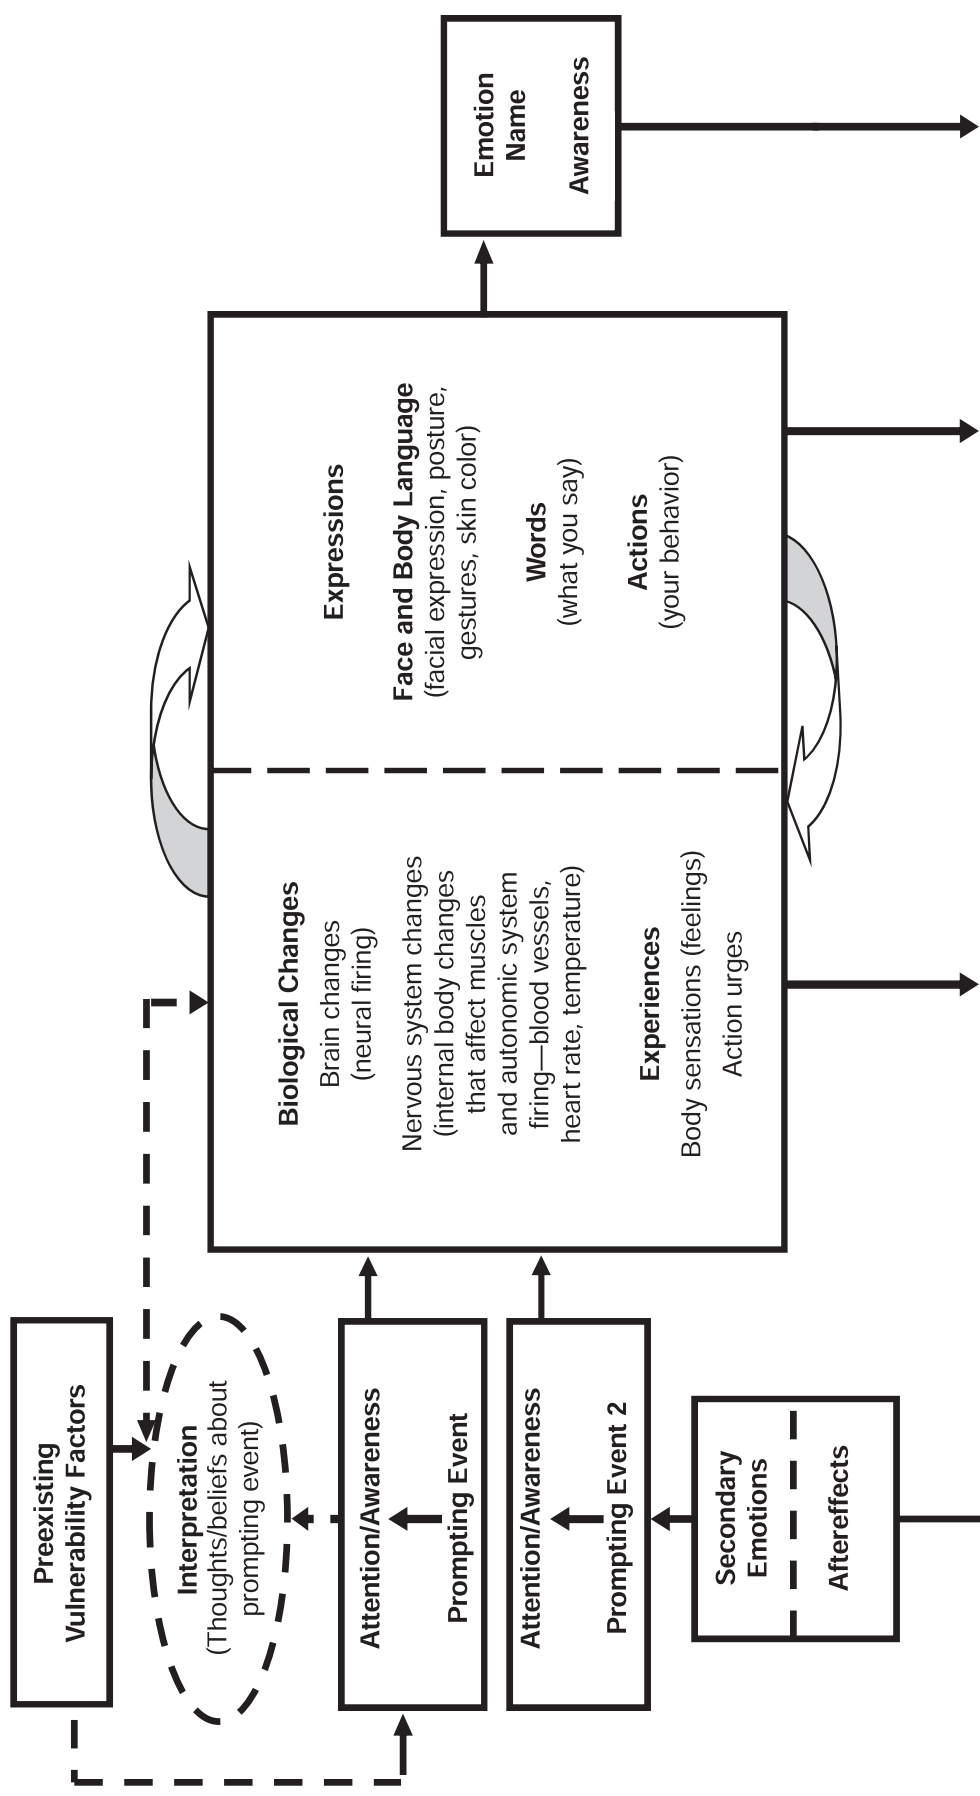 Preexisting
Vulnerability Factors
Interpretation
(Thoughts/beliefs about
prompting event)
Attention/Awareness
Prompting Event
Attention/Awareness
Prompting Event 2
Secondary
Emotions
Aftereffects
Biological Changes
Brain changes
(neural firing)
Nervous system changes
(internal body changes
that affect muscles
and autonomic system
firing—blood vessels,
heart rate, temperature)
Experiences
Body sensations (feelings)
Action urges
Expressions
Face and Body Language
(facial expression, posture,
gestures, skin color)
Words
(what you say)
Actions
(your behavior)
Emotion
Name
Awareness